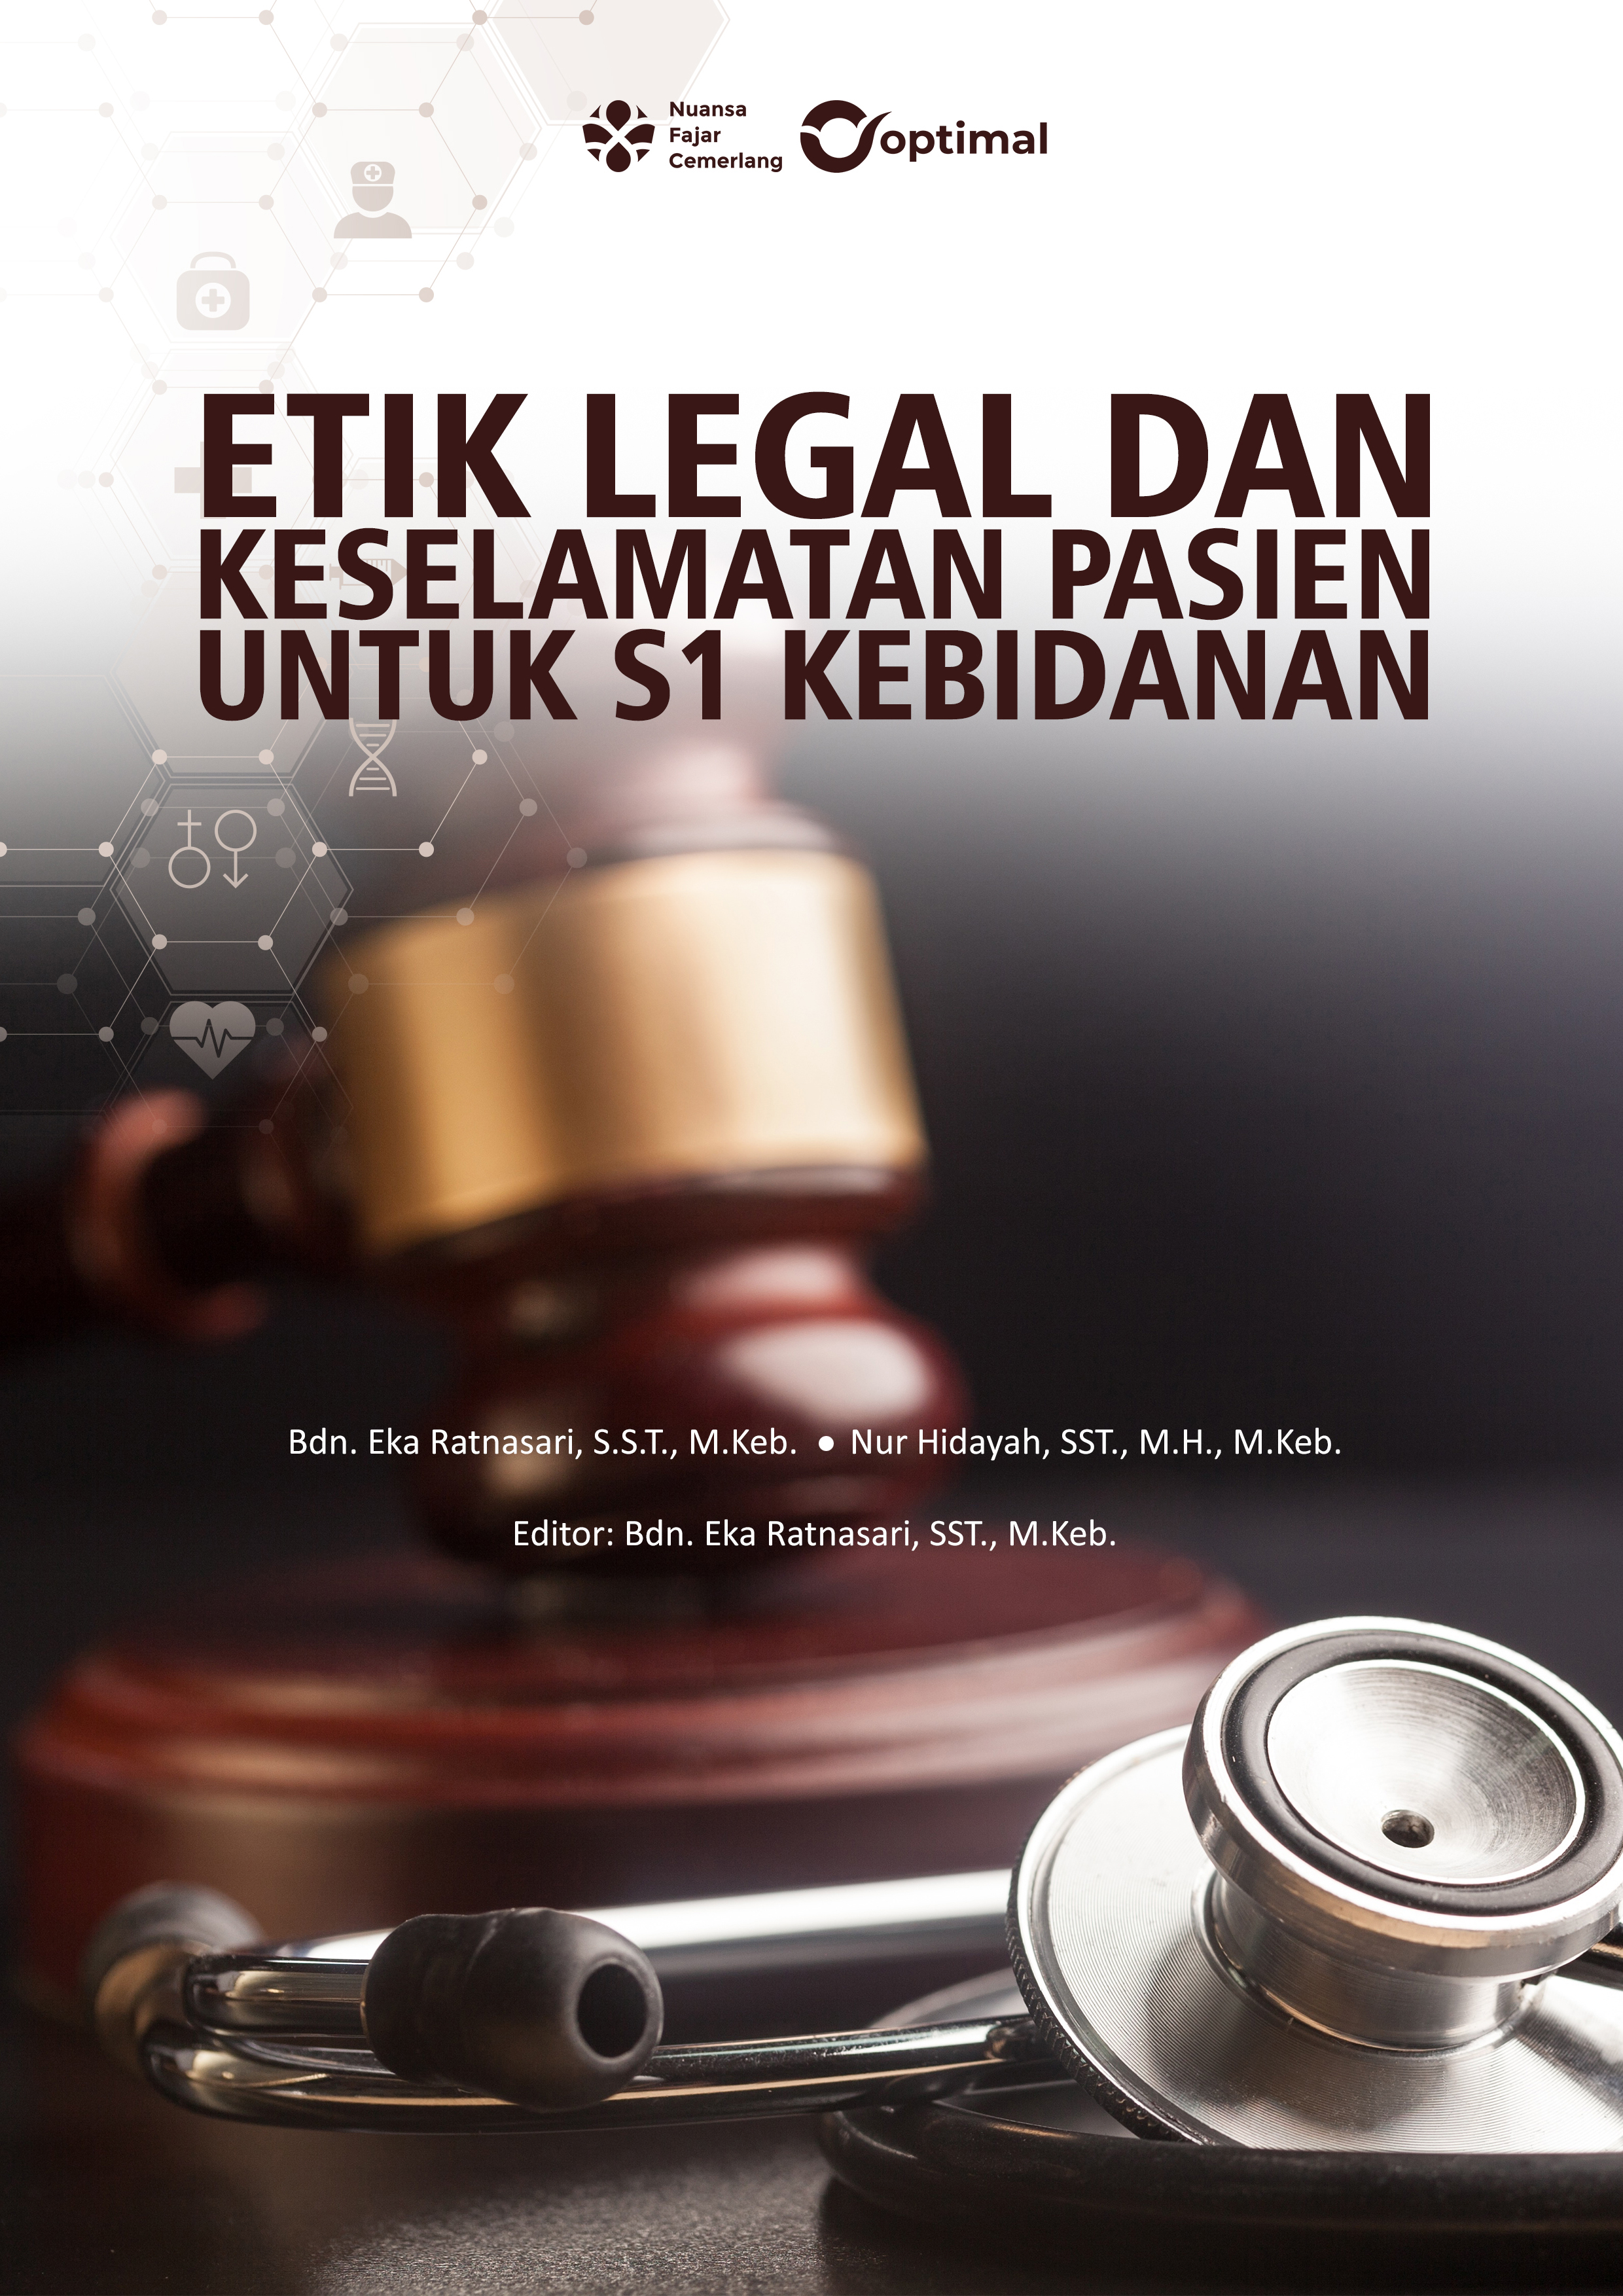 Nuansa
Fajar
Cemerlang
optimal
ETIK LEGAL DAN
KESELAMATAN PASIEN
UNTUK S1 KEBIDANAN
Bdn. Eka Ratnasari, S.S.T., M.Keb. ● Nur Hidayah, SST., M.H., M.Keb.
Editor: Bdn. Eka Ratnasari, SST., M.Keb.